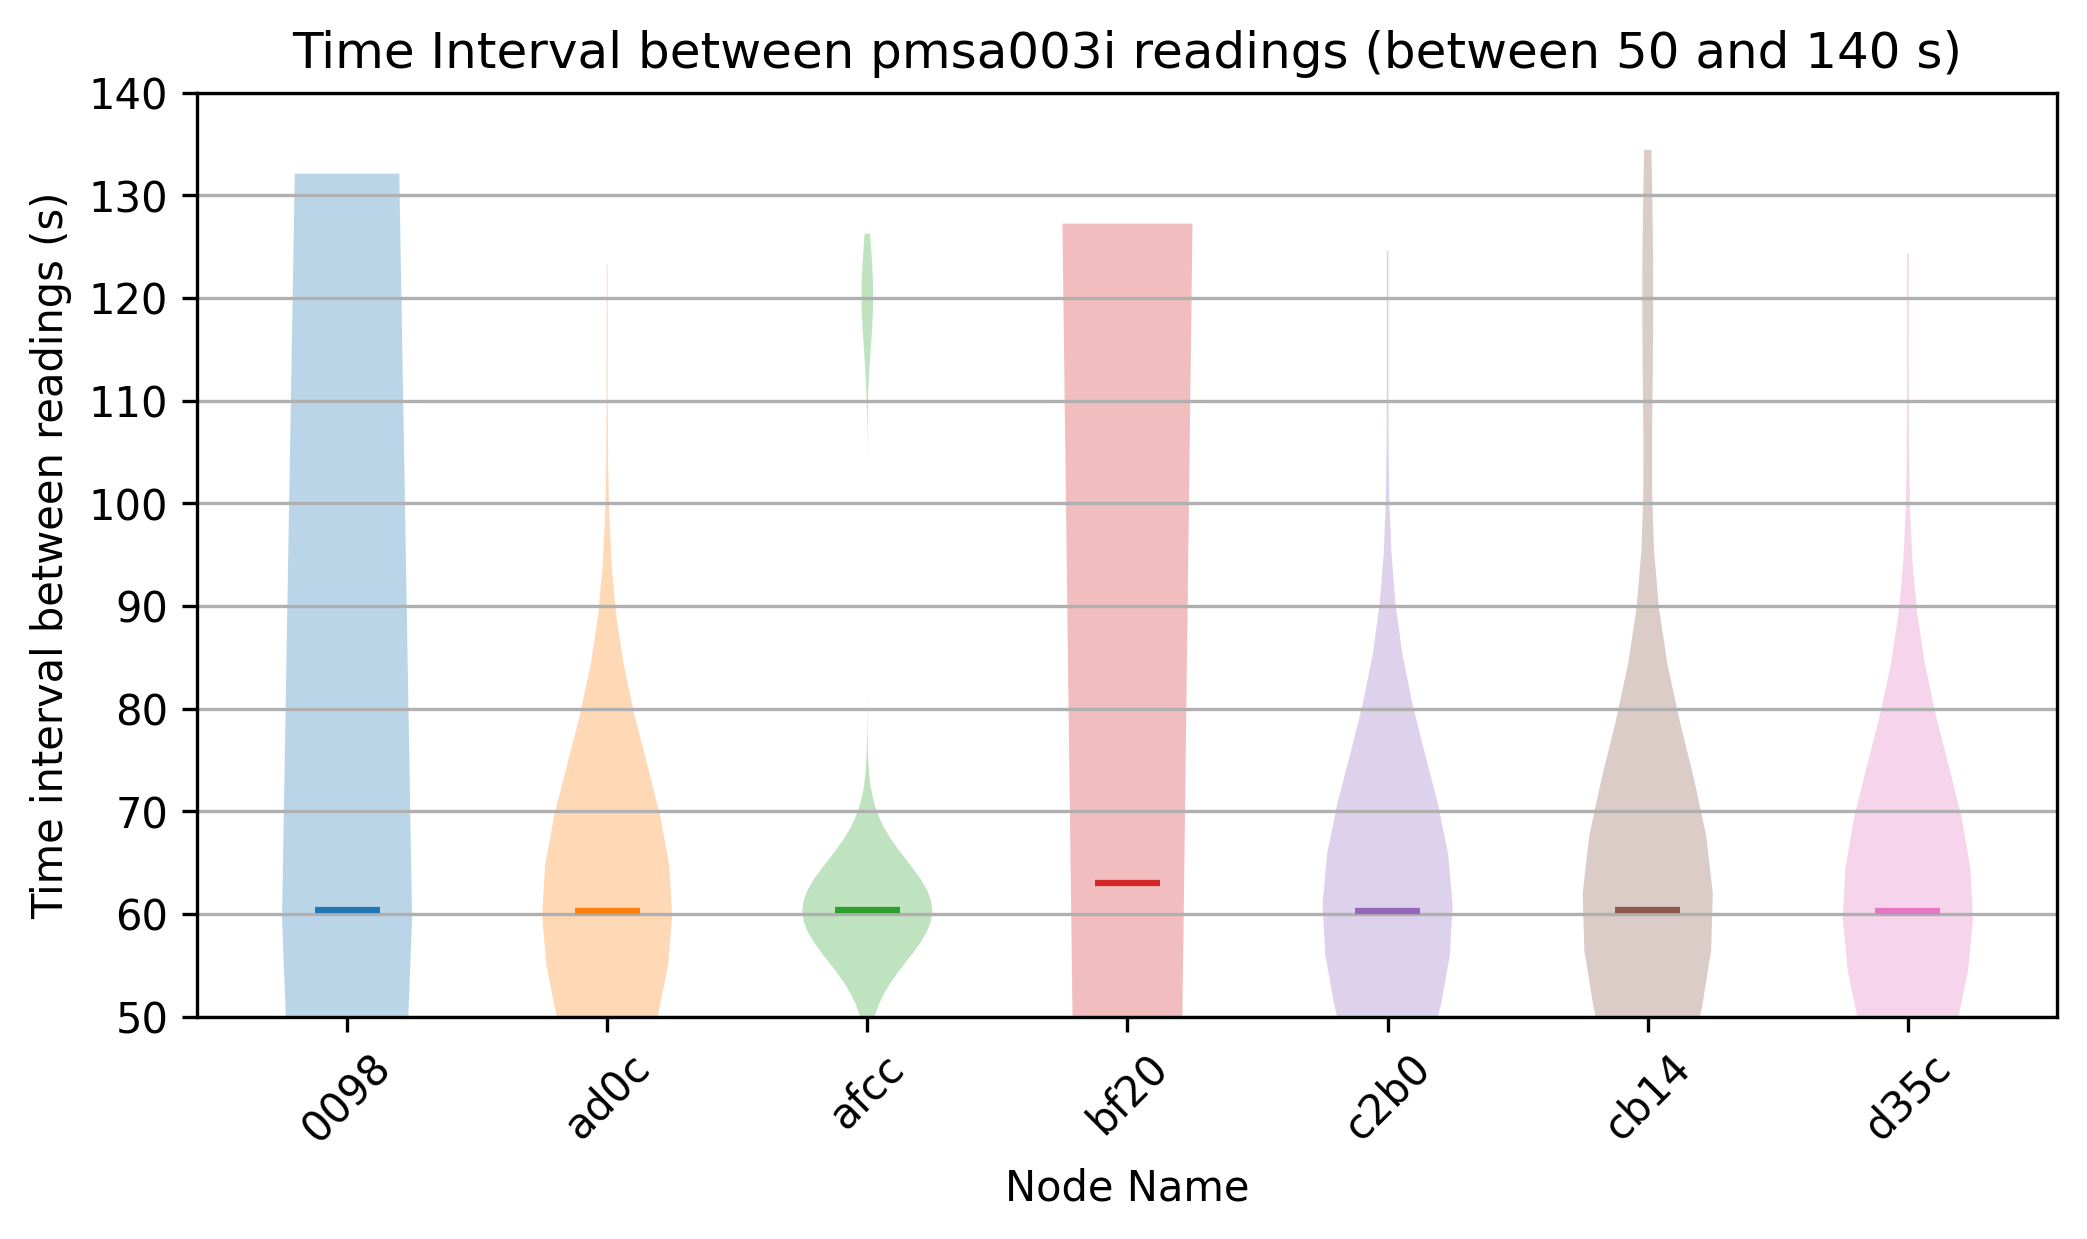 Time Interval between pmsa003i readings (between 50 and 140 s)
140
130
120
110
100
90
80
70
60
50
Time interval between readings (s)
0098
ad0c
afcc
bf20
c2b0
cb14
d35c
Node Name